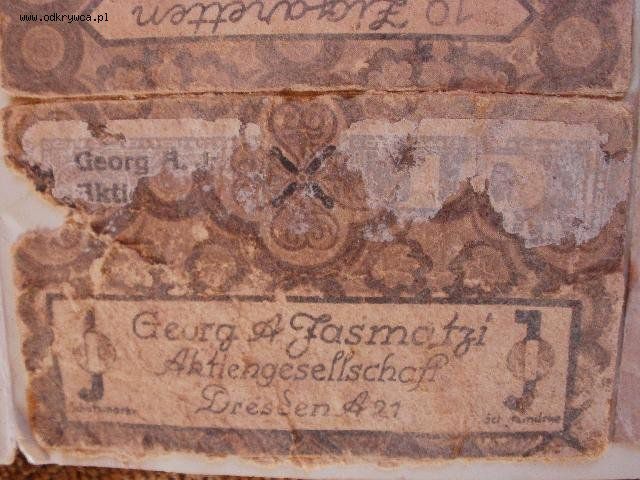 www.odkrywca.pl
10 Zigaretten
Georg A. J
Akti
Georg A Jasmatzi
Aktiengesellschaft
Dresden A 21